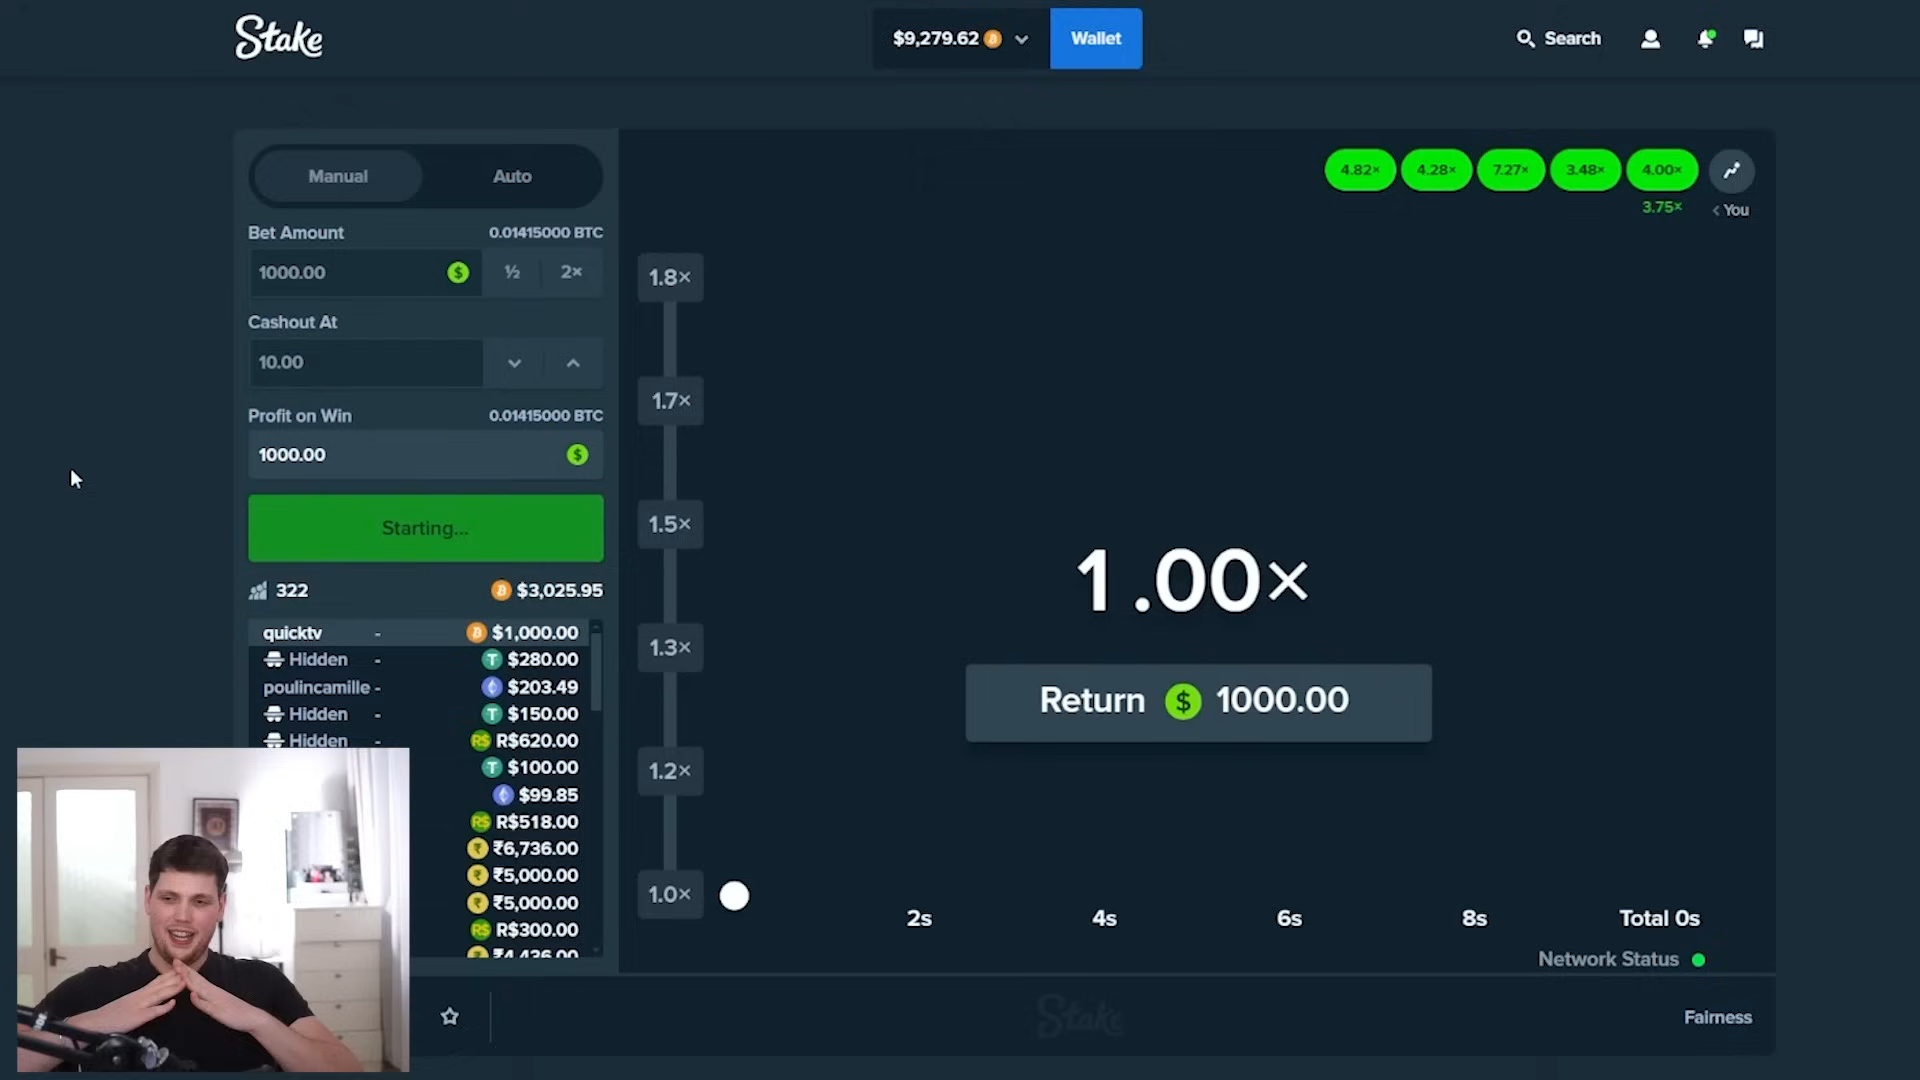 Stake
$9,279.62
Wallet
Search
Manual
Auto
4.82×
4.28×
7.27×
3.48×
4.00×
3.75×
You
Bet Amount
0.01415000 BTC
1000.00
½
2×
Cashout At
10.00
Profit on Win
0.01415000 BTC
1000.00
Starting...
322
$3,025.95
quicktv - $1,000.00
Hidden - $280.00
poulincamille - $203.49
Hidden - $150.00
Hidden - R$620.00
$100.00
$99.85
R$518.00
₹6,736.00
₹5,000.00
₹5,000.00
R$300.00
₹4,436.00
1.8×
1.7×
1.5×
1.3×
1.2×
1.0×
1.00×
Return $ 1000.00
2s
4s
6s
8s
Total 0s
Network Status
Stake
Fairness